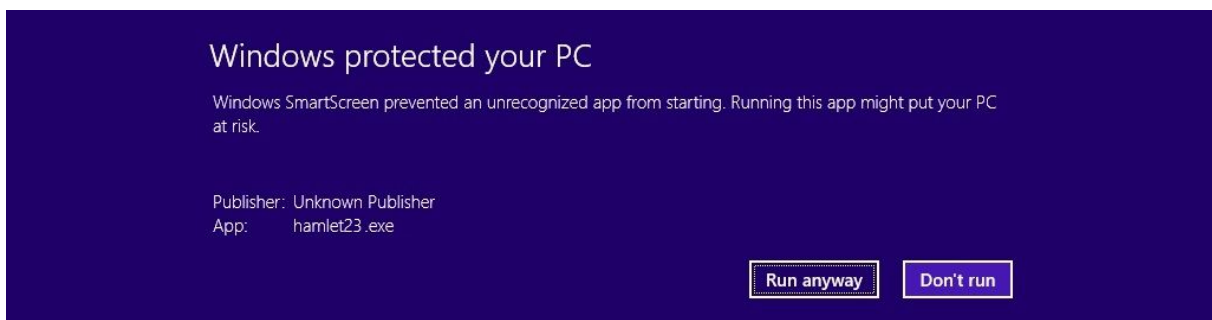 Windows protected your PC
Windows SmartScreen prevented an unrecognized app from starting. Running this app might put your PC
at risk.
Publisher: Unknown Publisher
App: hamlet23.exe
Run anyway Don't run